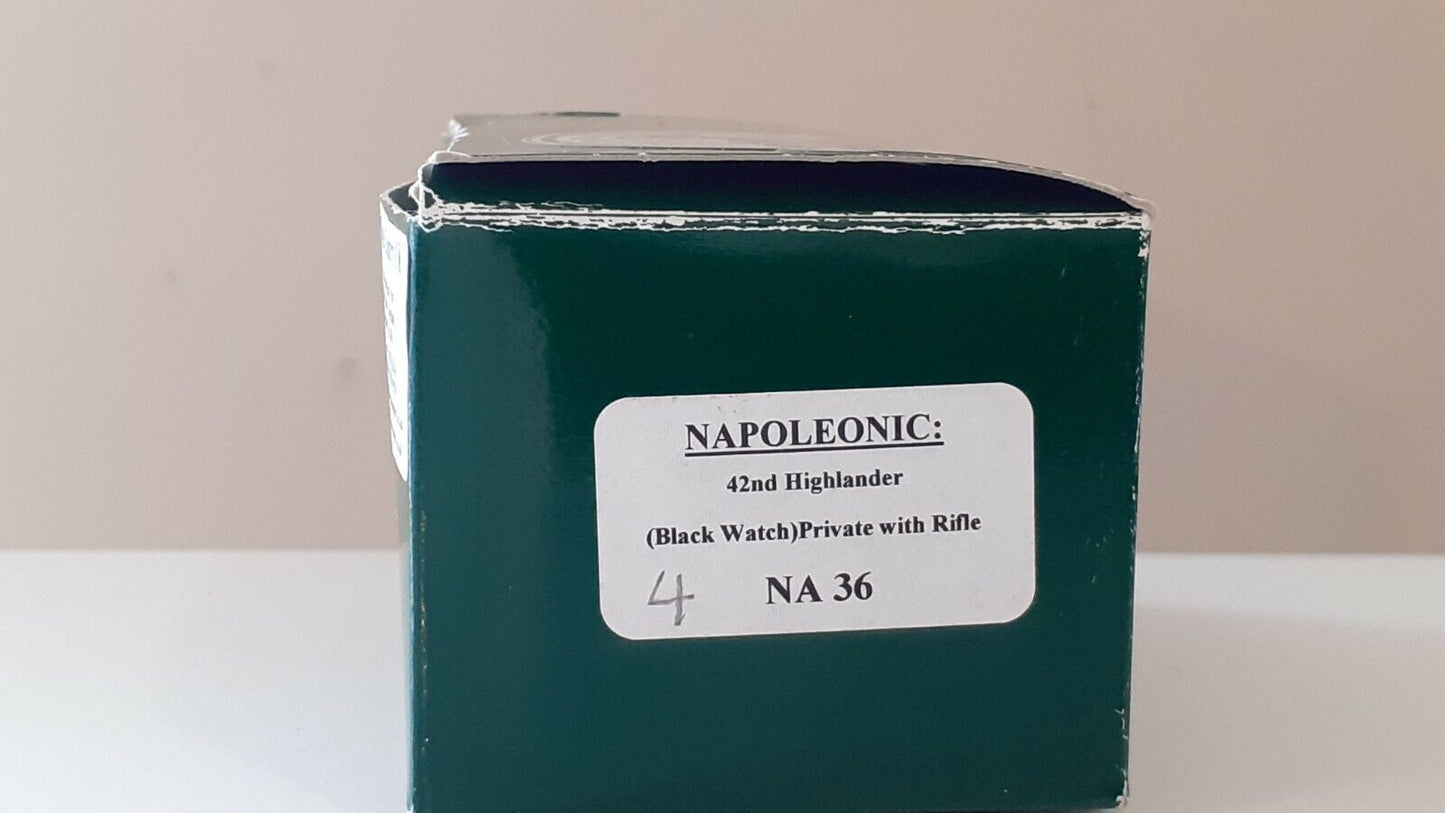 NAPOLEONIC:
42nd Highlander
(Black Watch)Private with Rifle
4 NA 36